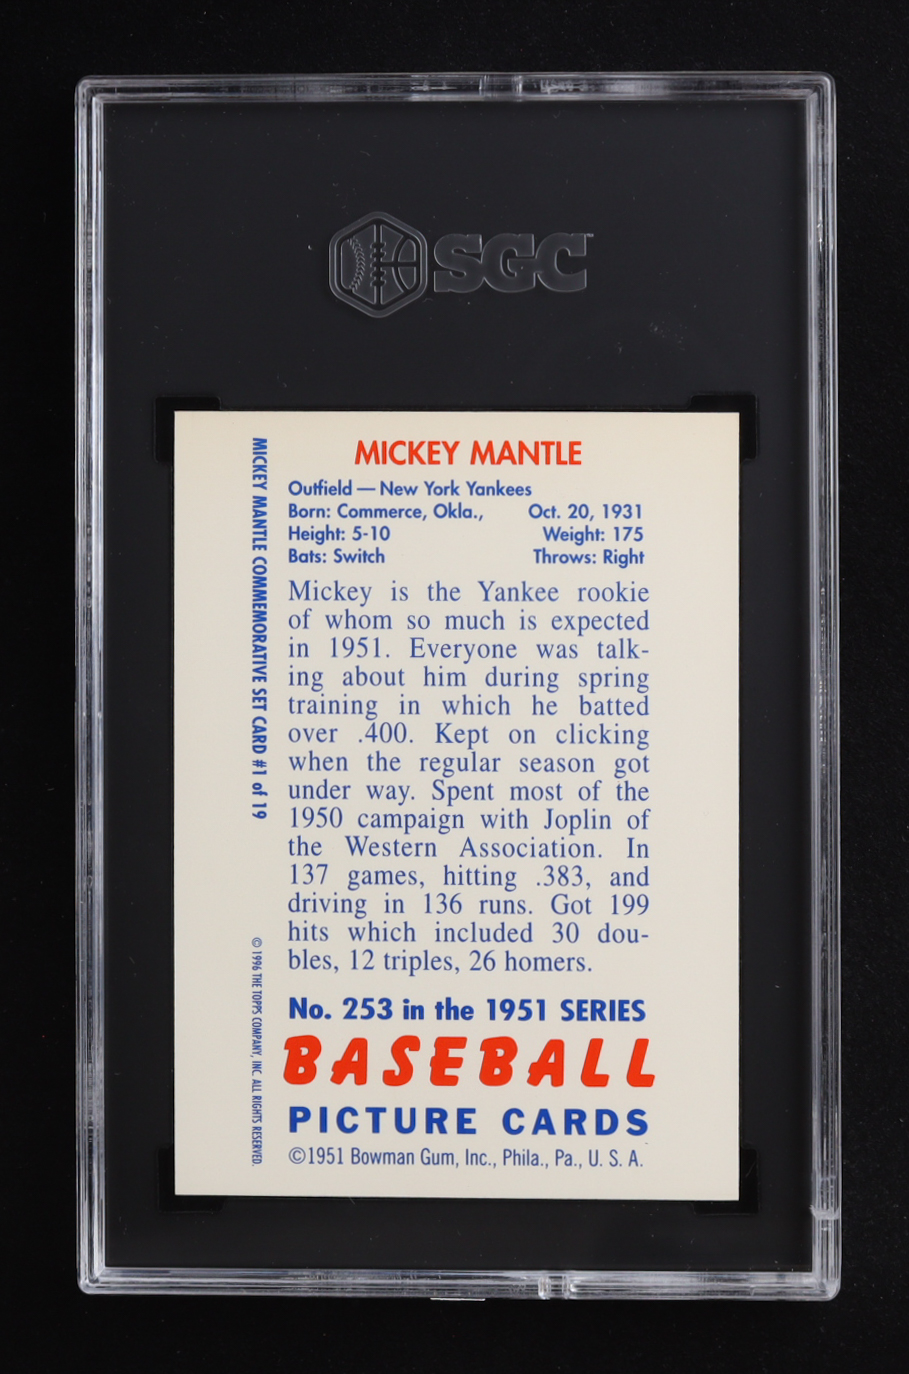 SGC
MICKEY MANTLE
Outfield — New York Yankees
Born: Commerce, Okla., Oct. 20, 1931
Height: 5-10 Weight: 175
Bats: Switch Throws: Right
Mickey is the Yankee rookie
of whom so much is expected
in 1951. Everyone was talk-
ing about him during spring
training in which he batted
over .400. Kept on clicking
when the regular season got
under way. Spent most of the
1950 campaign with Joplin of
the Western Association. In
137 games, hitting .383, and
driving in 136 runs. Got 199
hits which included 30 dou-
bles, 12 triples, 26 homers.
No. 253 in the 1951 SERIES
BASEBALL
PICTURE CARDS
©1951 Bowman Gum, Inc., Phila., Pa., U. S. A.
MICKEY MANTLE COMMEMORATIVE SET CARD #1 of 19
© 1996 THE TOPPS COMPANY, INC. ALL RIGHTS RESERVED.